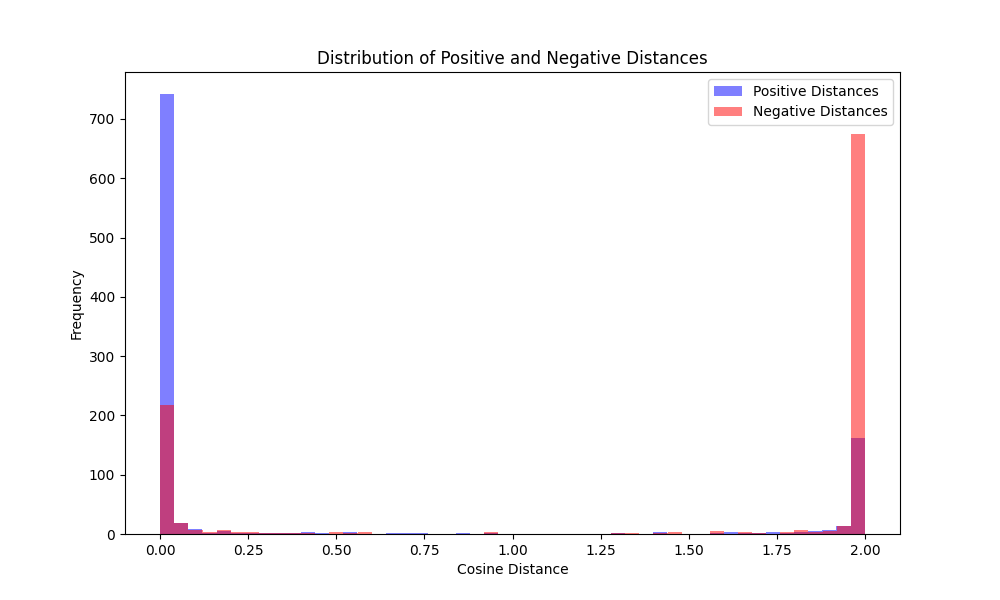 Distribution of Positive and Negative Distances
Positive Distances
Negative Distances
Frequency
700
600
500
400
300
200
100
0
0.00 0.25 0.50 0.75 1.00 1.25 1.50 1.75 2.00
Cosine Distance